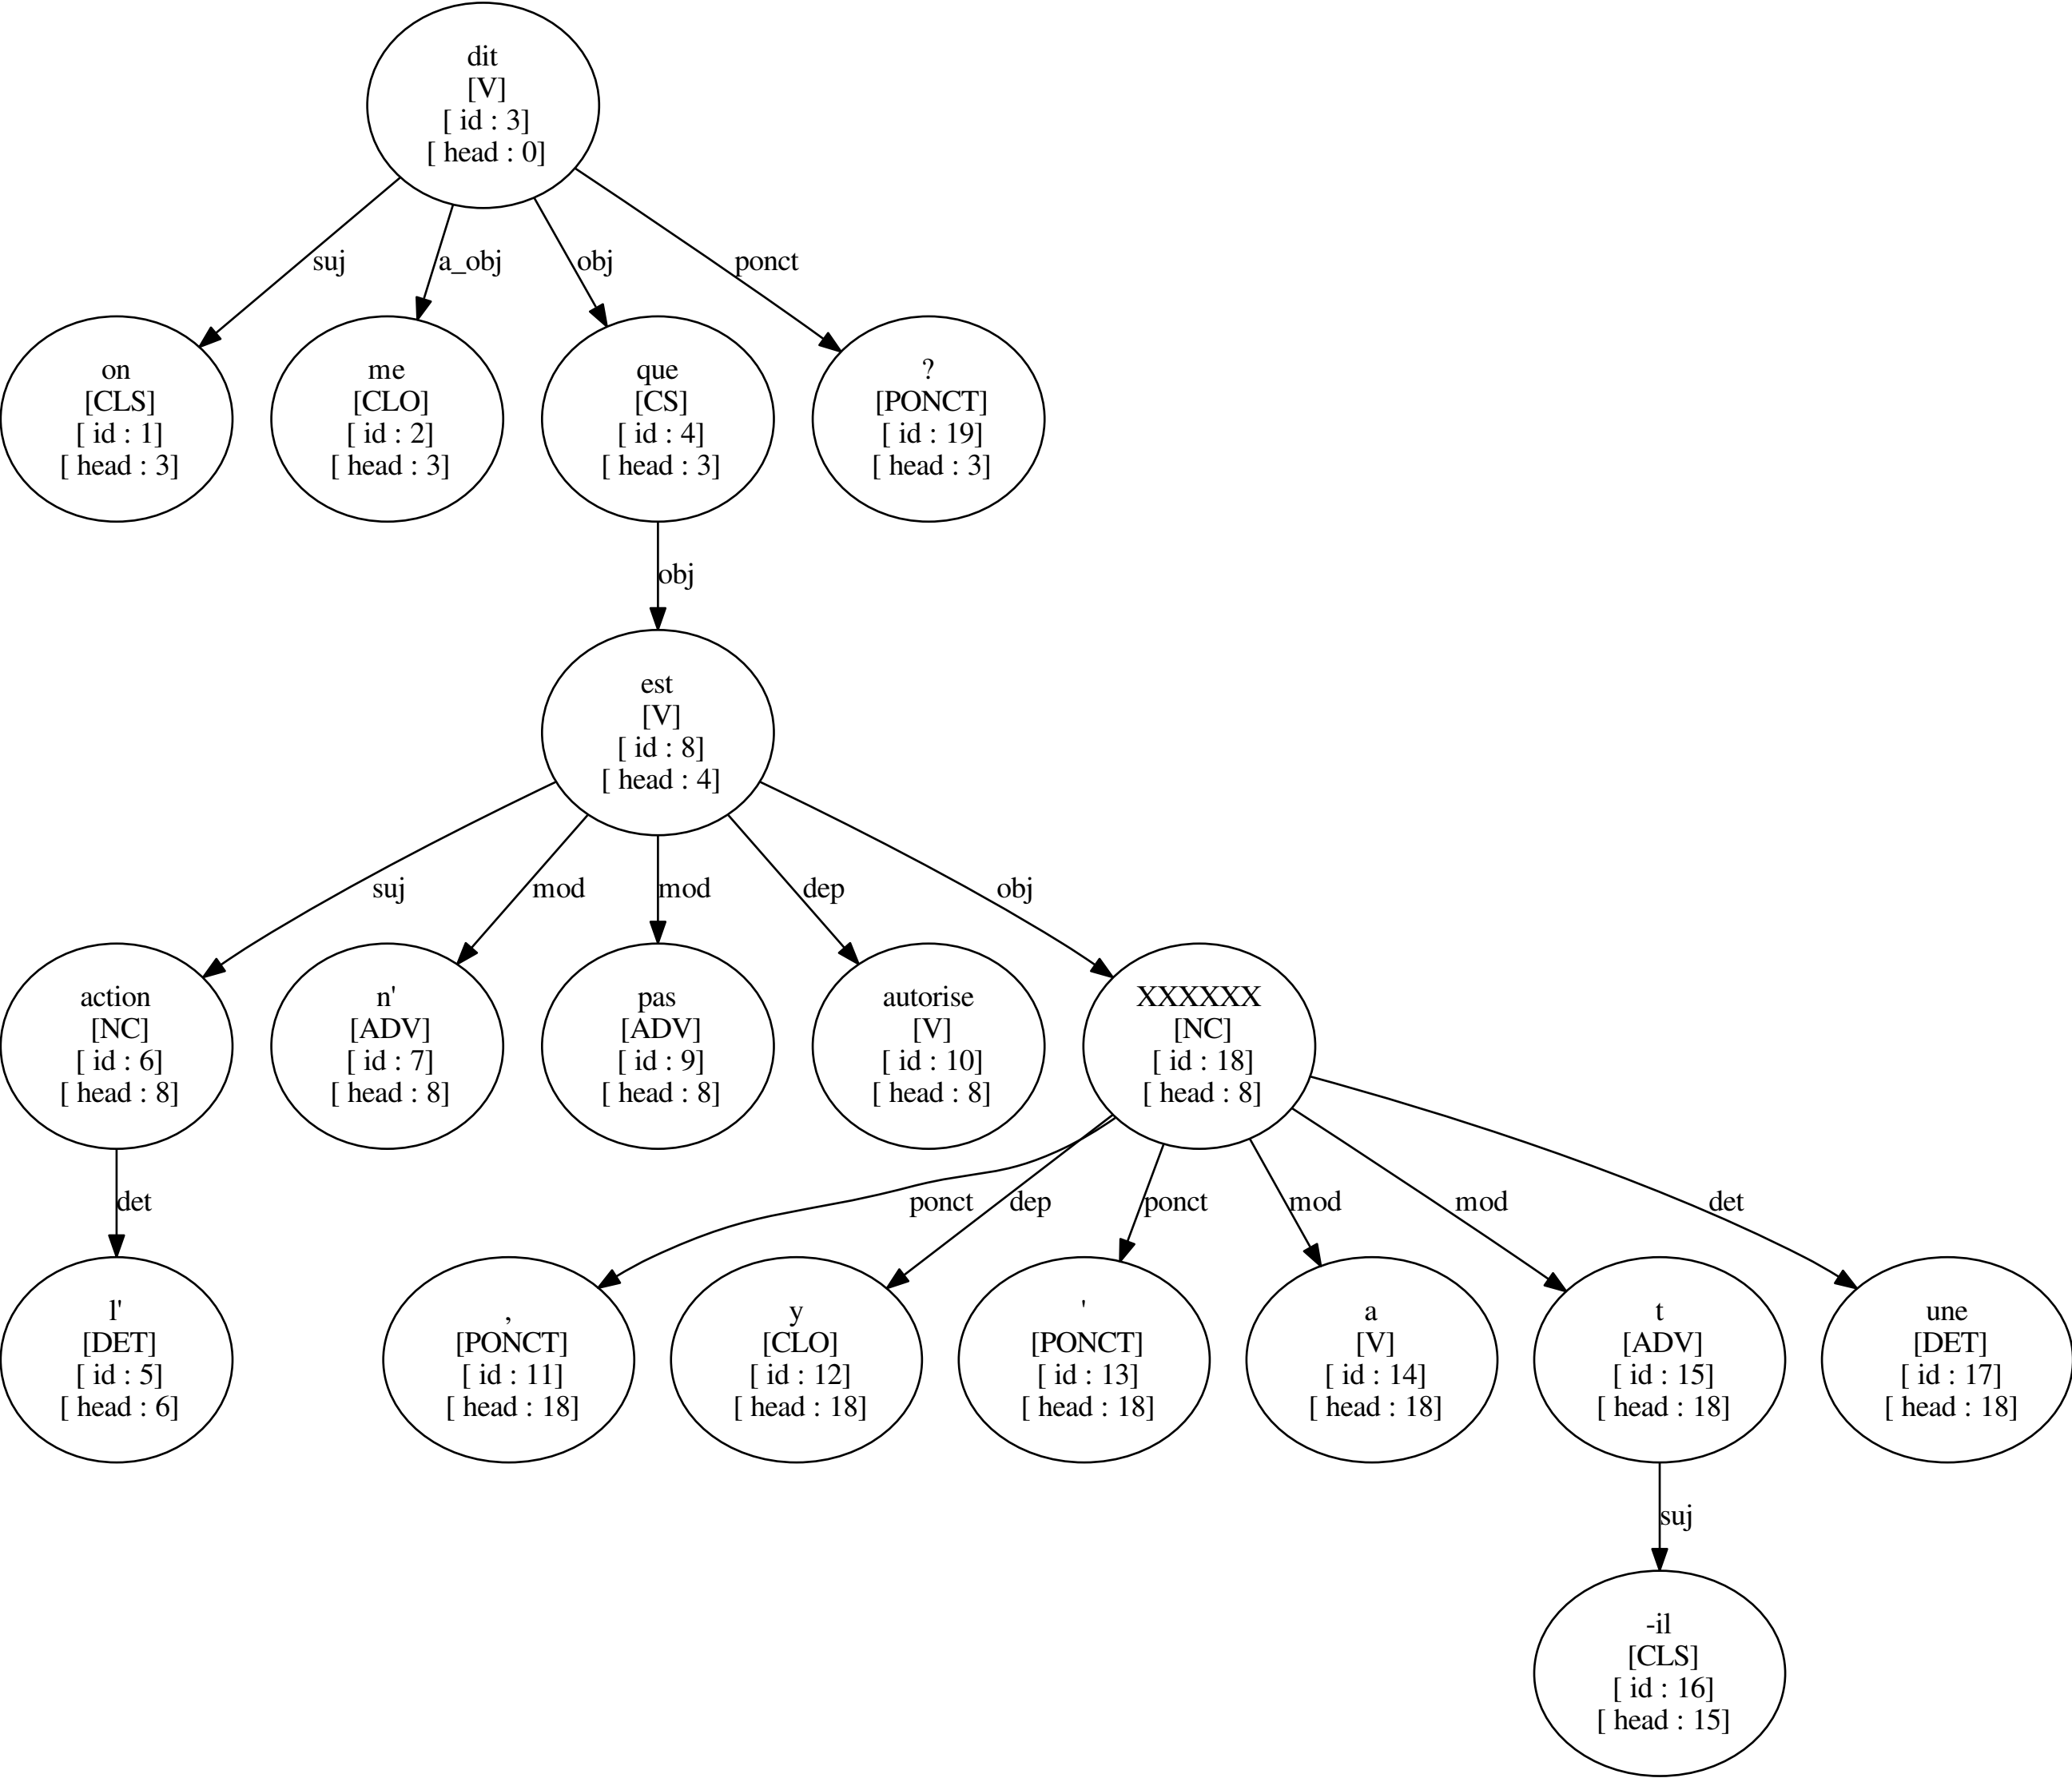 dit
[V]
[ id : 3]
[ head : 0]
suj
a_obj
obj
ponct
on
[CLS]
[ id : 1]
[ head : 3]
me
[CLO]
[ id : 2]
[ head : 3]
que
[CS]
[ id : 4]
[ head : 3]
?
[PONCT]
[ id : 19]
[ head : 3]
obj
est
[V]
[ id : 8]
[ head : 4]
suj
mod
mod
dep
obj
action
[NC]
[ id : 6]
[ head : 8]
n'
[ADV]
[ id : 7]
[ head : 8]
pas
[ADV]
[ id : 9]
[ head : 8]
autorise
[V]
[ id : 10]
[ head : 8]
XXXXXX
[NC]
[ id : 18]
[ head : 8]
det
ponct
dep
ponct
mod
mod
det
l'
[DET]
[ id : 5]
[ head : 6]
,
[PONCT]
[ id : 11]
[ head : 18]
y
[CLO]
[ id : 12]
[ head : 18]
'
[PONCT]
[ id : 13]
[ head : 18]
a
[V]
[ id : 14]
[ head : 18]
t
[ADV]
[ id : 15]
[ head : 18]
une
[DET]
[ id : 17]
[ head : 18]
suj
-il
[CLS]
[ id : 16]
[ head : 15]